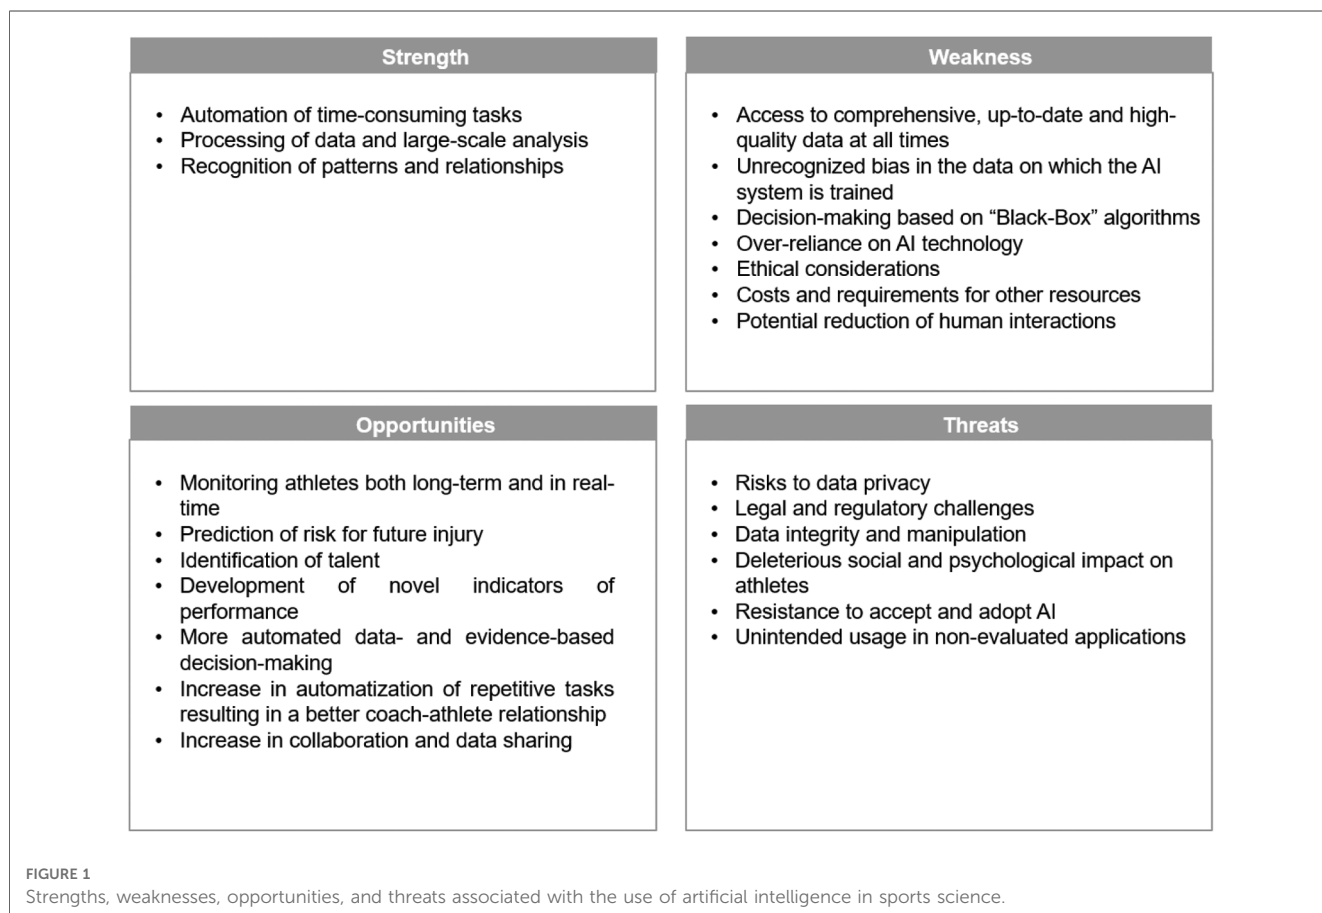 Strength
• Automation of time-consuming tasks
• Processing of data and large-scale analysis
• Recognition of patterns and relationships
Weakness
• Access to comprehensive, up-to-date and high-
quality data at all times
• Unrecognized bias in the data on which the AI
system is trained
• Decision-making based on “Black-Box” algorithms
• Over-reliance on AI technology
• Ethical considerations
• Costs and requirements for other resources
• Potential reduction of human interactions
Opportunities
• Monitoring athletes both long-term and in real-
time
• Prediction of risk for future injury
• Identification of talent
• Development of novel indicators of
performance
• More automated data- and evidence-based
decision-making
• Increase in automatization of repetitive tasks
resulting in a better coach-athlete relationship
• Increase in collaboration and data sharing
Threats
• Risks to data privacy
• Legal and regulatory challenges
• Data integrity and manipulation
• Deleterious social and psychological impact on
athletes
• Resistance to accept and adopt AI
• Unintended usage in non-evaluated applications
FIGURE 1
Strengths, weaknesses, opportunities, and threats associated with the use of artificial intelligence in sports science.